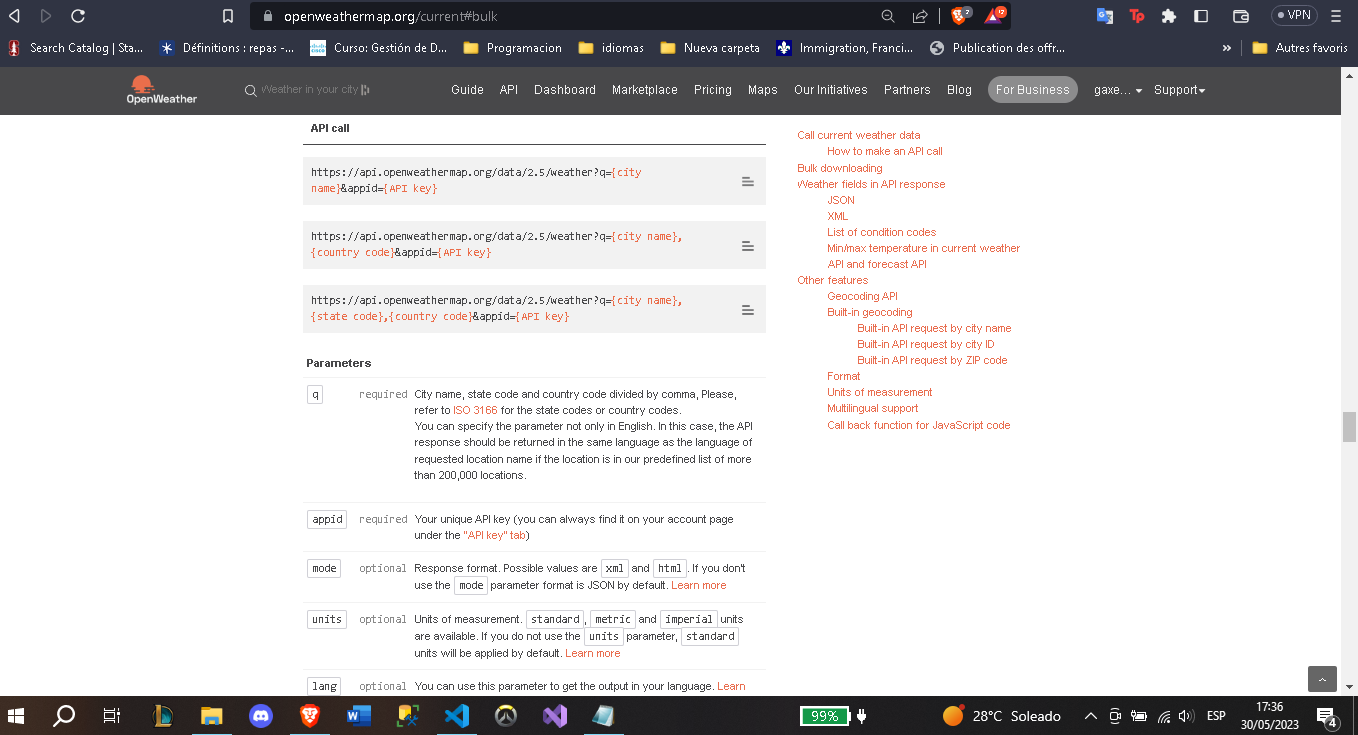 openweathermap.org/current#bulk
2
12
VPN
Search Catalog | Sta...
Définitions : repas -...
Curso: Gestión de D...
Programacion
idiomas
Nueva carpeta
Immigration, Franci...
Publication des offr...
»
Autres favoris
OpenWeather
Weather in your city
Guide
API
Dashboard
Marketplace
Pricing
Maps
Our Initiatives
Partners
Blog
For Business
gaxe...
Support
API call
https://api.openweathermap.org/data/2.5/weather?q={city
name}&appid={API key}
https://api.openweathermap.org/data/2.5/weather?q={city name},
{country code}&appid={API key}
https://api.openweathermap.org/data/2.5/weather?q={city name},
{state code},{country code}&appid={API key}
Parameters
q required City name, state code and country code divided by comma, Please,
refer to ISO 3166 for the state codes or country codes.
You can specify the parameter not only in English. In this case, the API
response should be returned in the same language as the language of
requested location name if the location is in our predefined list of more
than 200,000 locations.
appid required Your unique API key (you can always find it on your account page
under the "API key" tab)
mode optional Response format. Possible values are xml and html. If you don't
use the mode parameter format is JSON by default. Learn more
units optional Units of measurement. standard, metric and imperial units
are available. If you do not use the units parameter, standard
units will be applied by default. Learn more
lang optional You can use this parameter to get the output in your language. Learn
Call current weather data
How to make an API call
Bulk downloading
Weather fields in API response
JSON
XML
List of condition codes
Min/max temperature in current weather
API and forecast API
Other features
Geocoding API
Built-in geocoding
Built-in API request by city name
Built-in API request by city ID
Built-in API request by ZIP code
Format
Units of measurement
Multilingual support
Call back function for JavaScript code
99%
28°C Soleado
ESP
17:36
30/05/2023
4